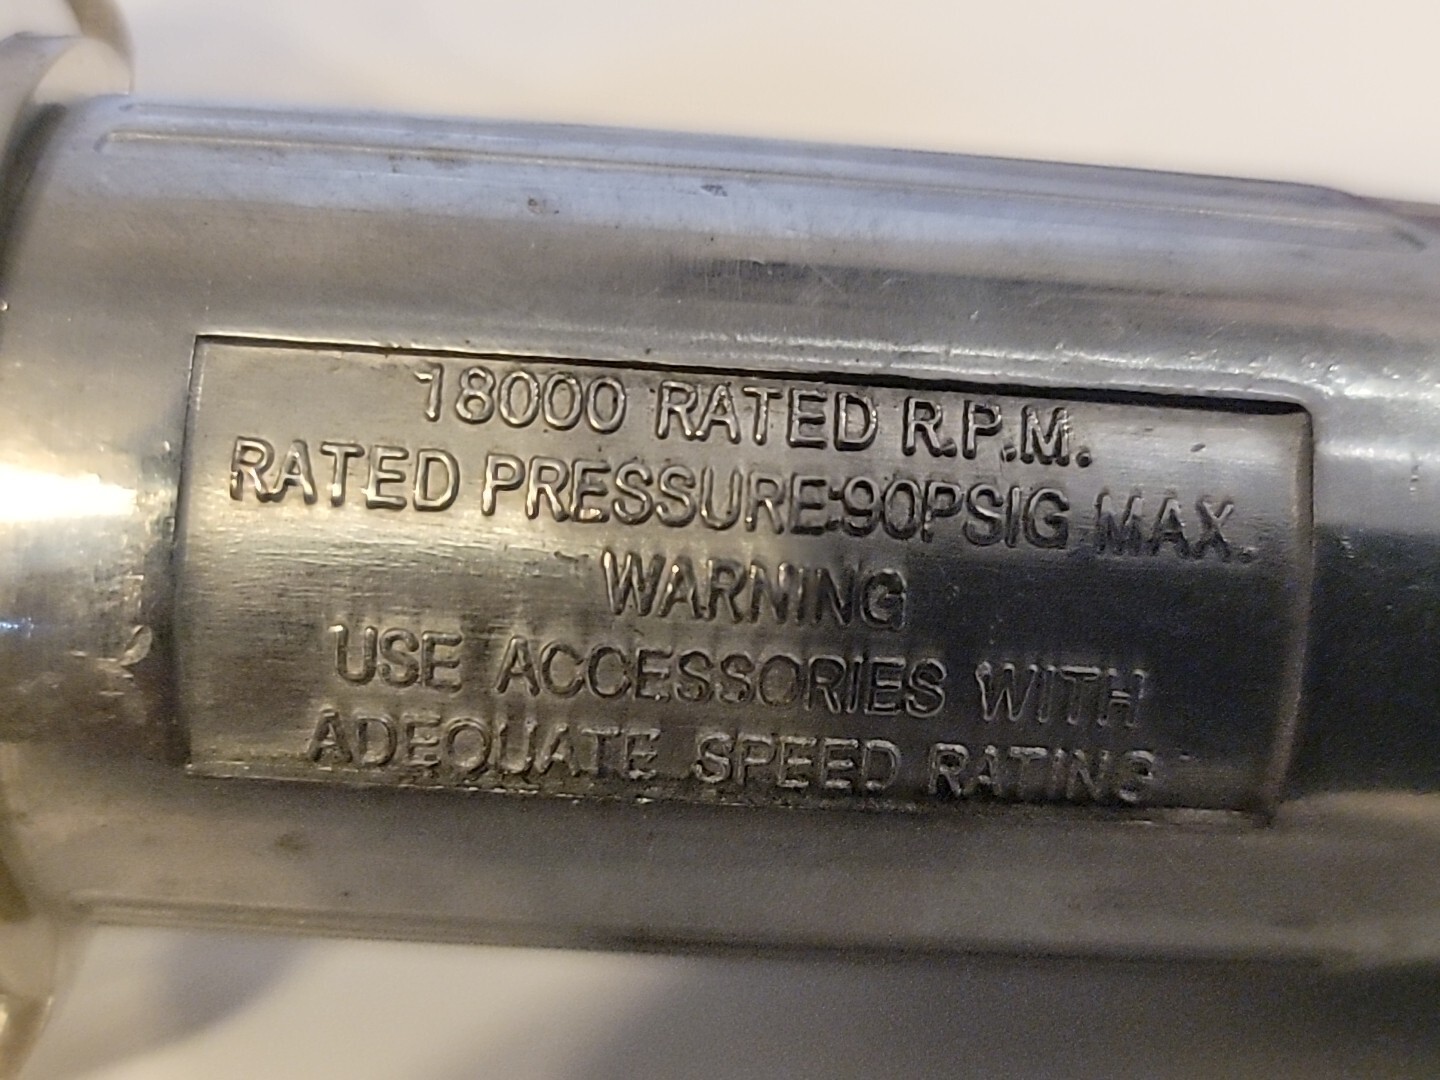 18000 RATED R.P.M.
RATED PRESSURE:90PSIG MAX.
WARNING
USE ACCESSORIES WITH
ADEQUATE SPEED RATING